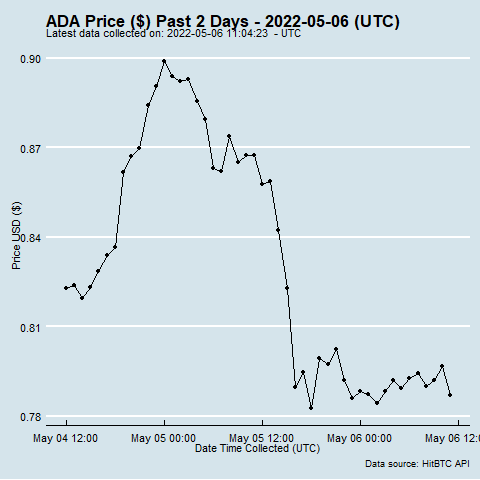 ADA Price ($) Past 2 Days - 2022-05-06 (UTC)
Latest data collected on: 2022-05-06 11:04:23 - UTC
0.90
0.87
0.84
0.81
0.78
Price USD ($)
May 04 12:00 May 05 00:00 May 05 12:00 May 06 00:00 May 06 12:
Date Time Collected (UTC)
Data source: HitBTC API